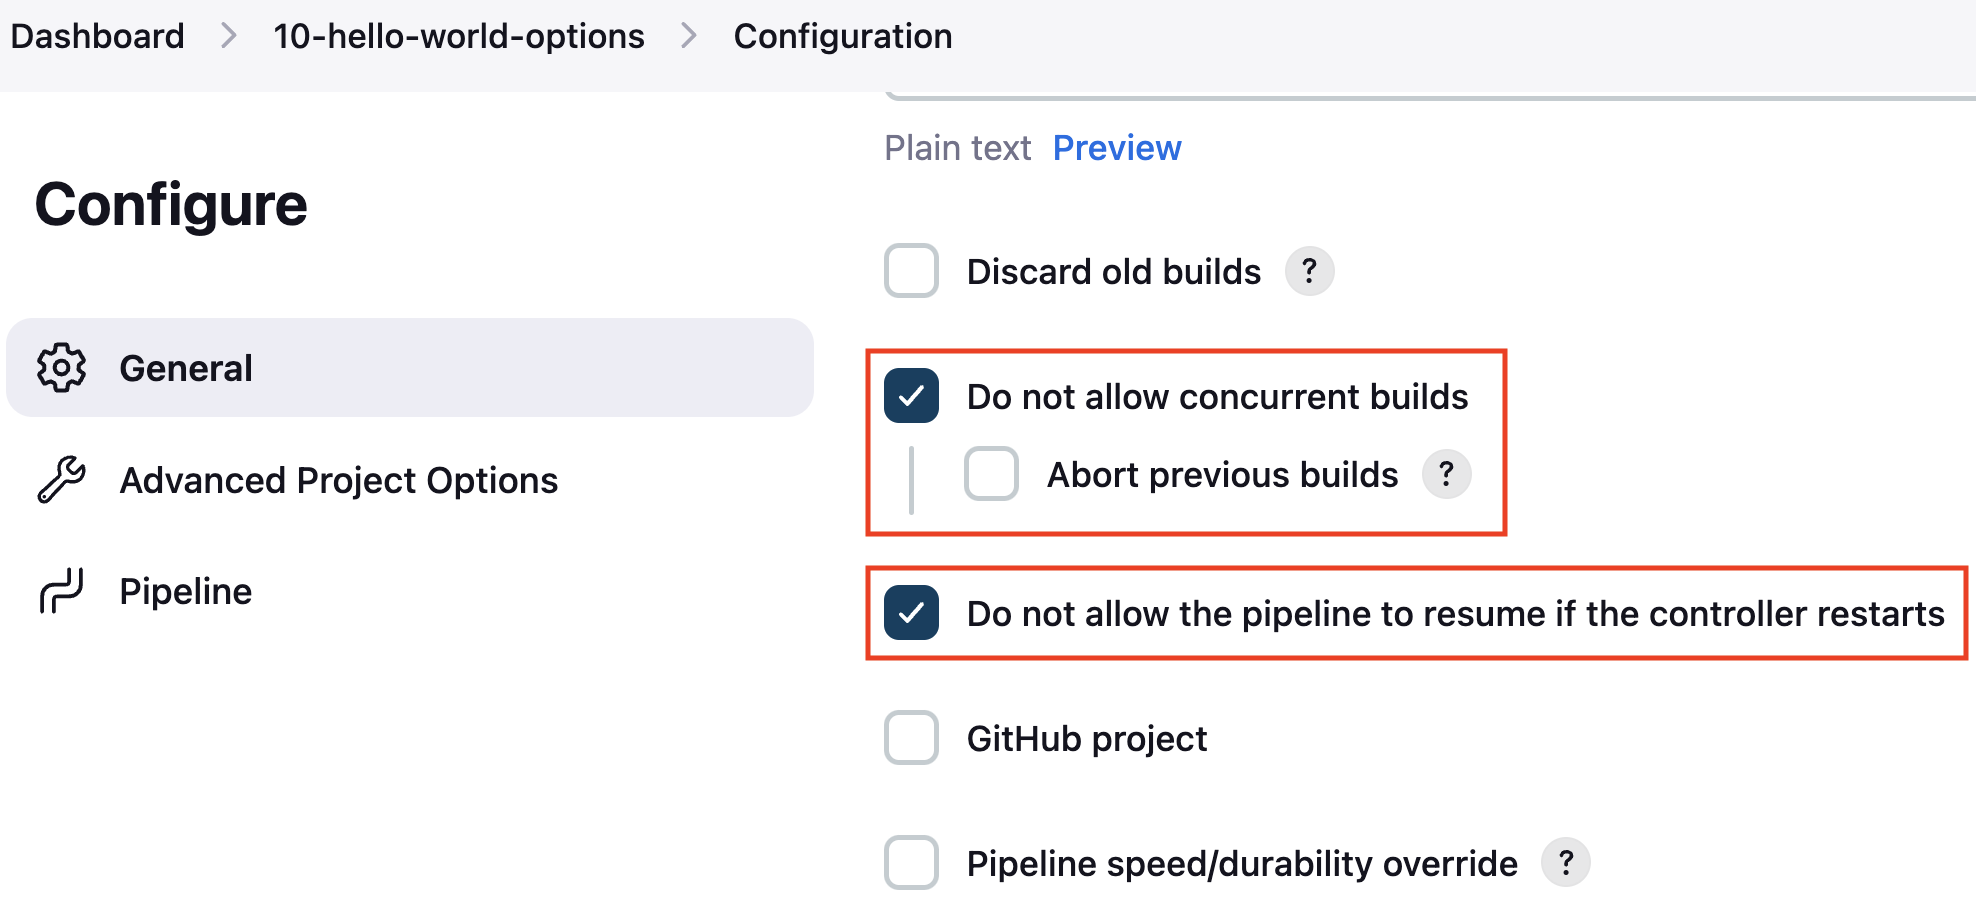 Dashboard > 10-hello-world-options > Configuration
Configure
General
Advanced Project Options
Pipeline
Plain text Preview
Discard old builds ?
Do not allow concurrent builds
Abort previous builds ?
Do not allow the pipeline to resume if the controller restarts
GitHub project
Pipeline speed/durability override ?